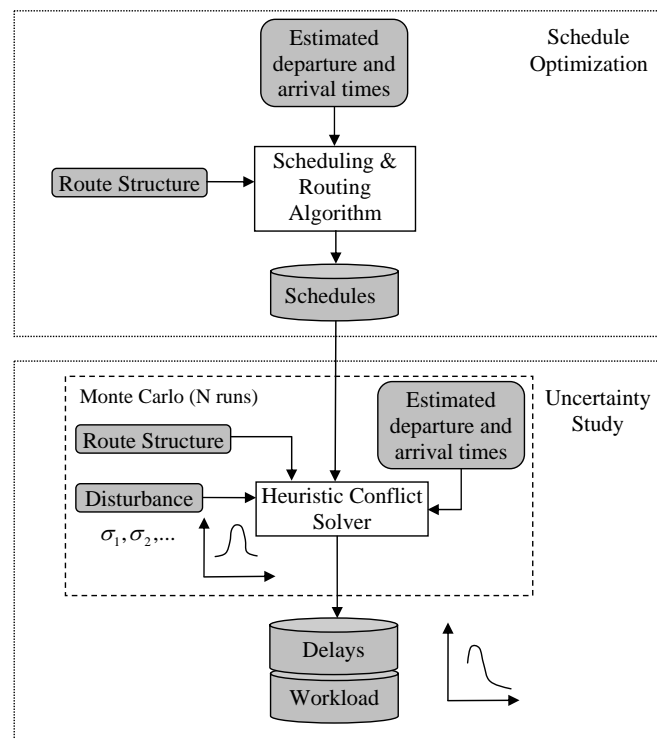 Estimated
departure and
arrival times
Schedule
Optimization
Scheduling &
Routing
Algorithm
Route Structure
Schedules
Monte Carlo (N runs)
Uncertainty
Study
Estimated
departure and
arrival times
Route Structure
Disturbance
Heuristic Conflict
Solver
σ₁,σ₂,...
Delays
Workload